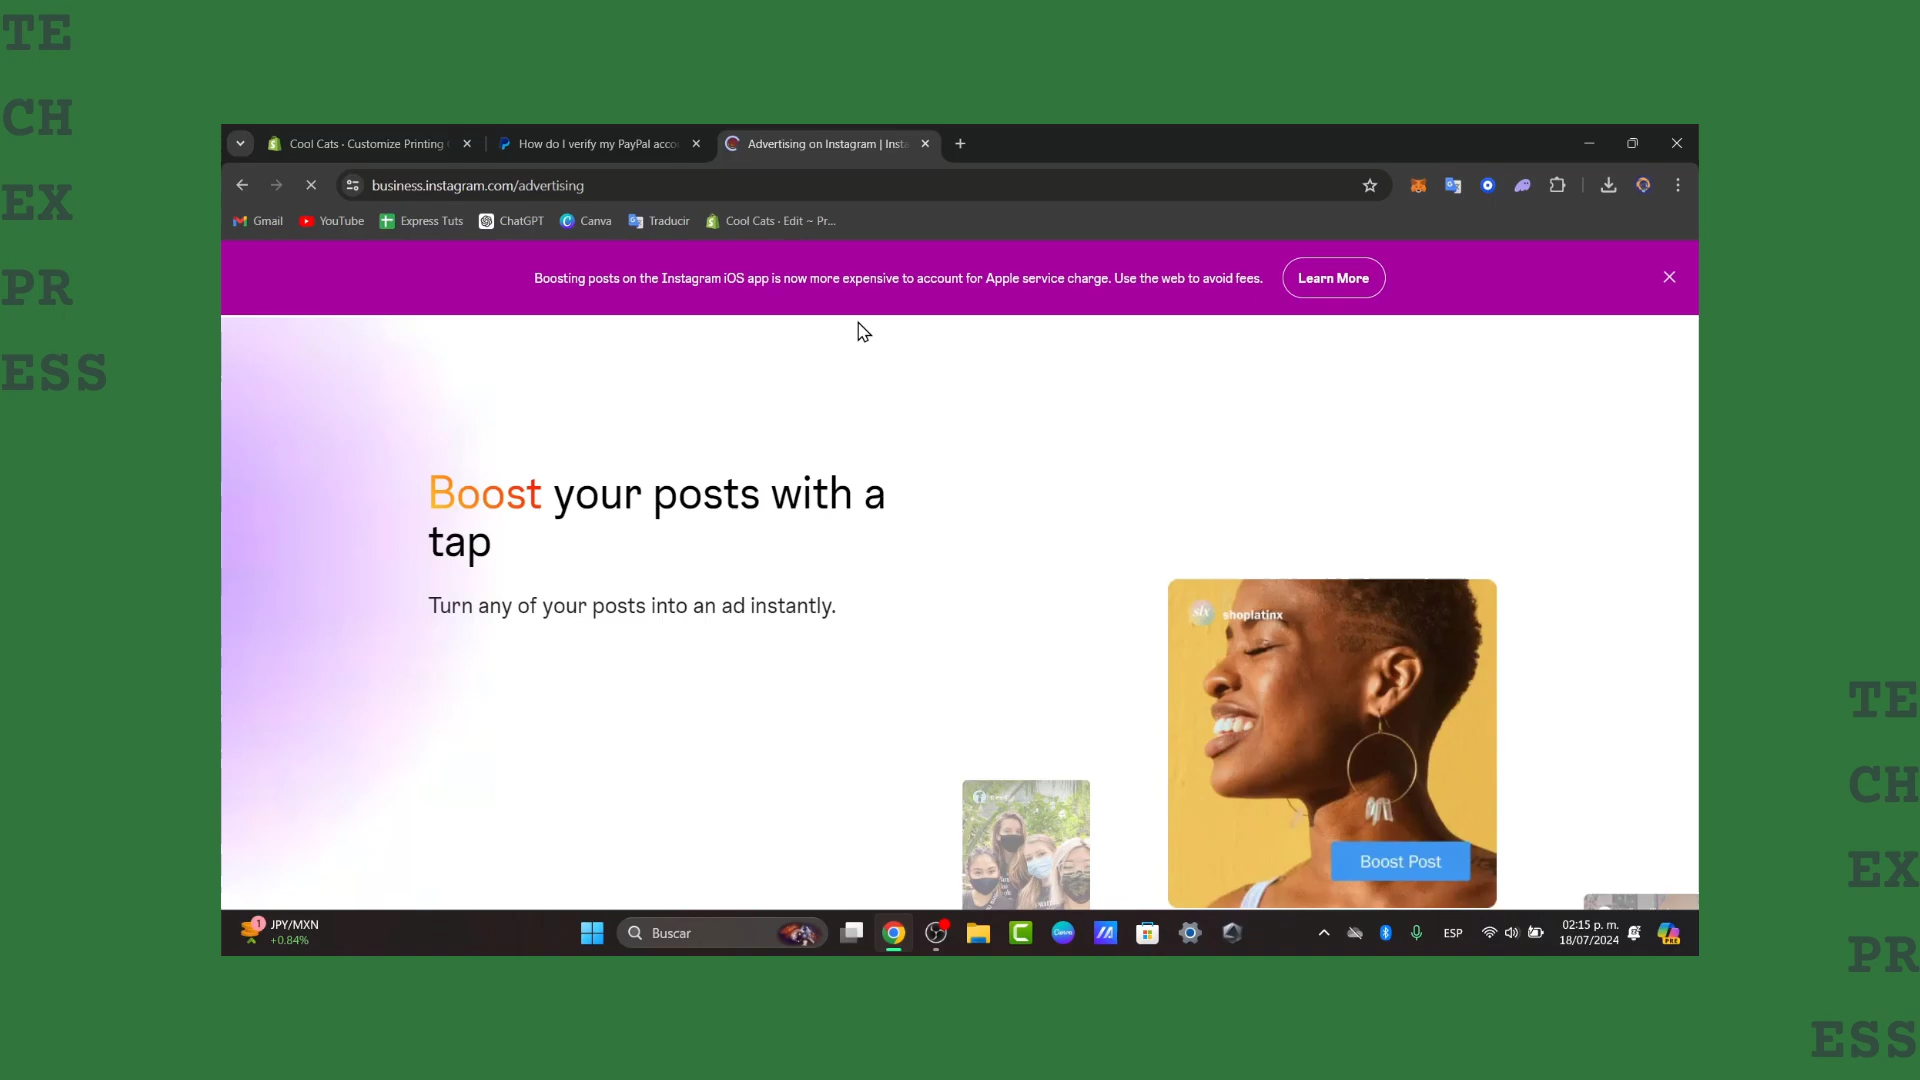 TE
CH
EX
PR
ESS
Cool Cats · Customize Printing
How do I verify my PayPal acco
Advertising on Instagram | Insta
business.instagram.com/advertising
Gmail
YouTube
Express Tuts
ChatGPT
Canva
Traducir
Cool Cats · Edit ~ Pr...
Boosting posts on the Instagram iOS app is now more expensive to account for Apple service charge. Use the web to avoid fees.
Learn More
Boost your posts with a
tap
Turn any of your posts into an ad instantly.
slx
shoplatinx
Boost Post
1
JPY/MXN
+0.84%
Buscar
Canva
ESP
02:15 p. m.
18/07/2024
PRE
TE
CH
EX
PR
ESS